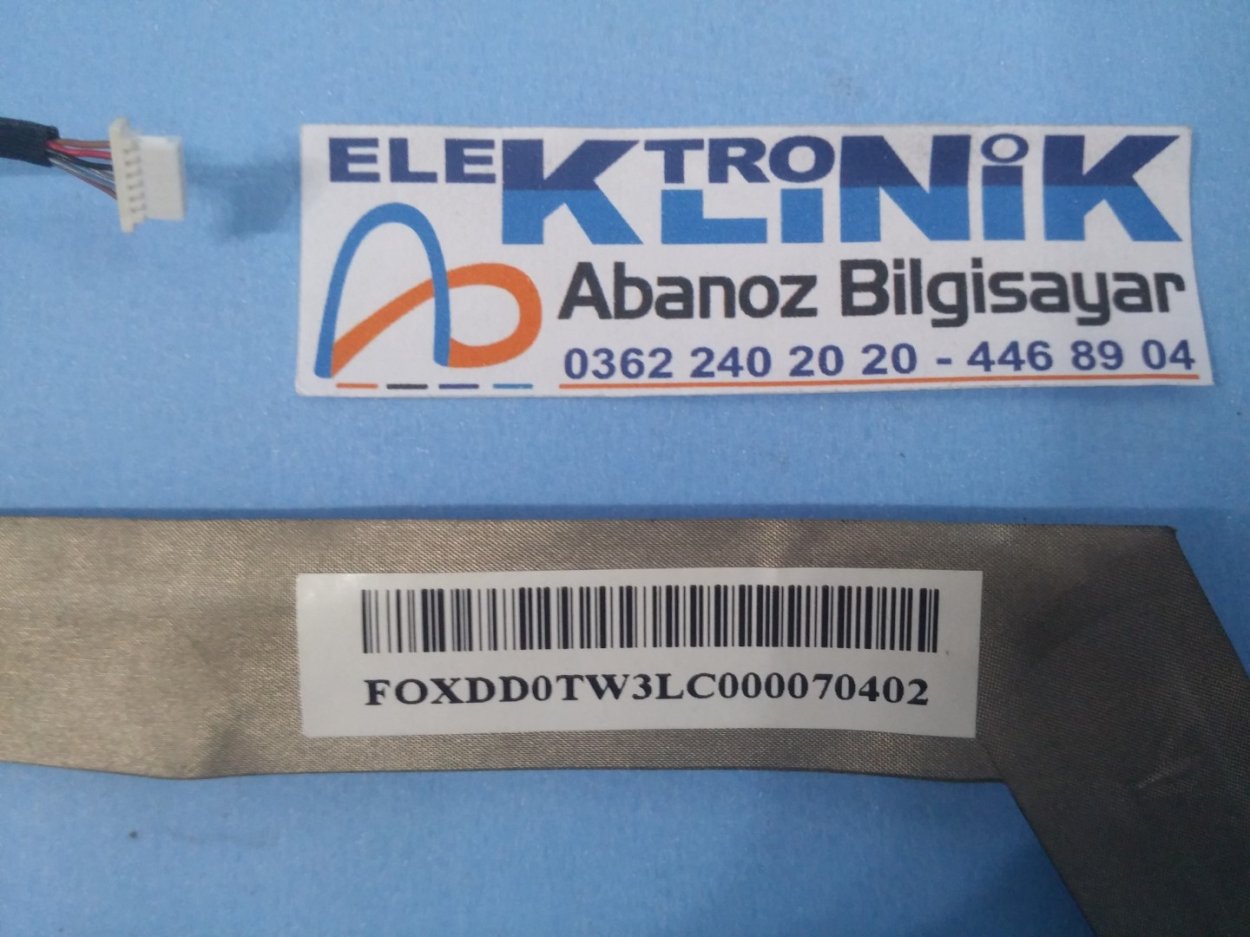 ELEKTRONİK
KLİNİK
Abanoz Bilgisayar
0362 240 20 20 - 446 89 04
FOXDD0TW3LC000070402